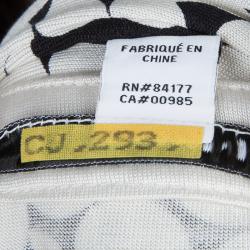 FABRIQUÉ EN
CHINE
RN#84177
CA#00985
CJ,293,